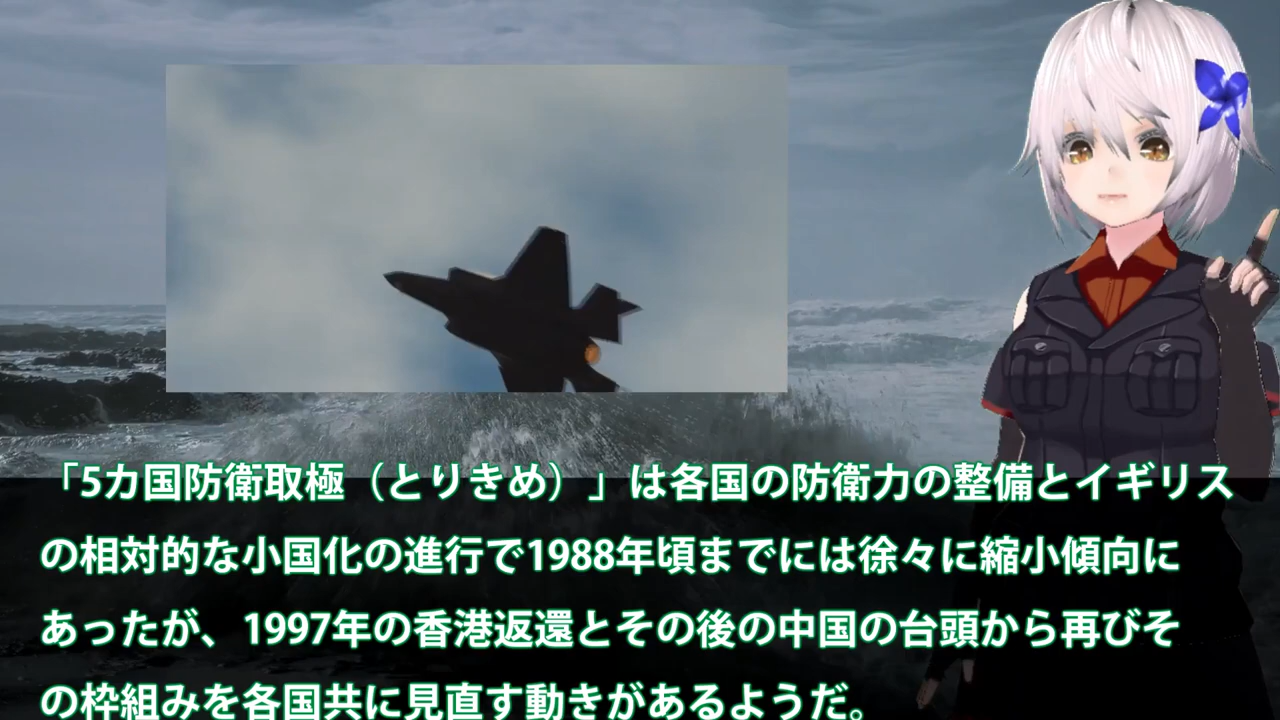 「5カ国防衛取極（とりきめ）」は各国の防衛力の整備とイギリス
の相対的な小国化の進行で1988年頃までには徐々に縮小傾向に
あったが、1997年の香港返還とその後の中国の台頭から再びそ
の枠組みを各国共に見直す動きがあるようだ。